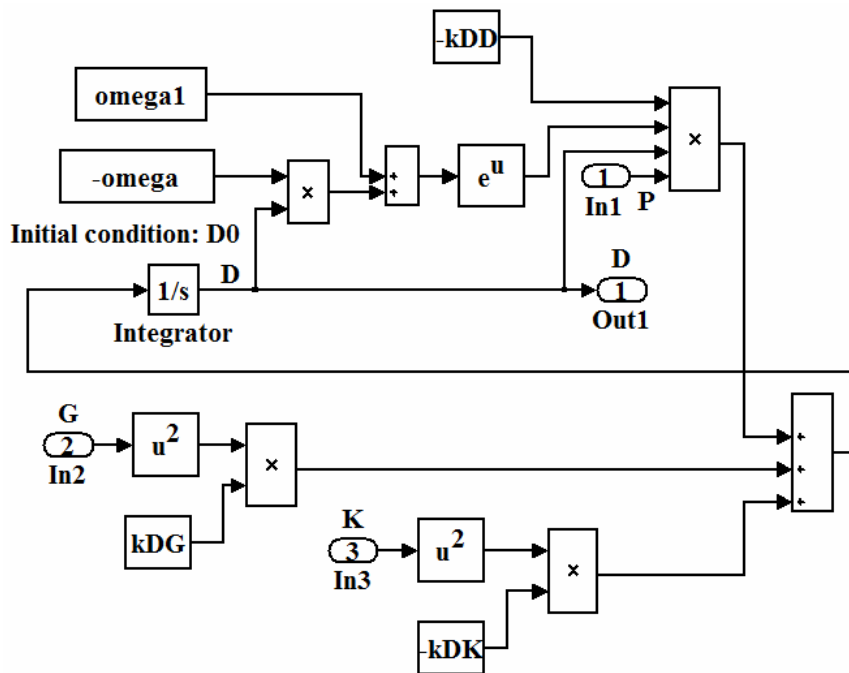 -kDD
omega1
-omega
×
+
+
e^u
×
1
In1
P
Initial condition: D0
1/s
D
Integrator
D
1
Out1
G
2
In2
u^2
×
kDG
K
3
In3
u^2
×
-kDK
+
+
+